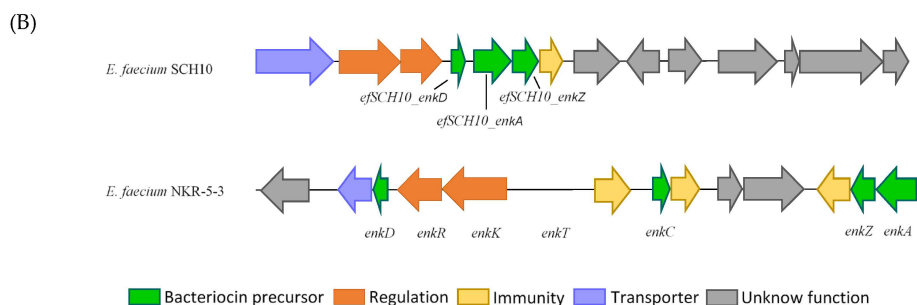 (B)
E. faecium SCH10
efSCH10_enkD
efSCH10_enkZ
efSCH10_enkA
E. faecium NKR-5-3
enkD enkR enkK enkT enkC enkZ enkA
Bacteriocin precursor Regulation Immunity Transporter Unknow function